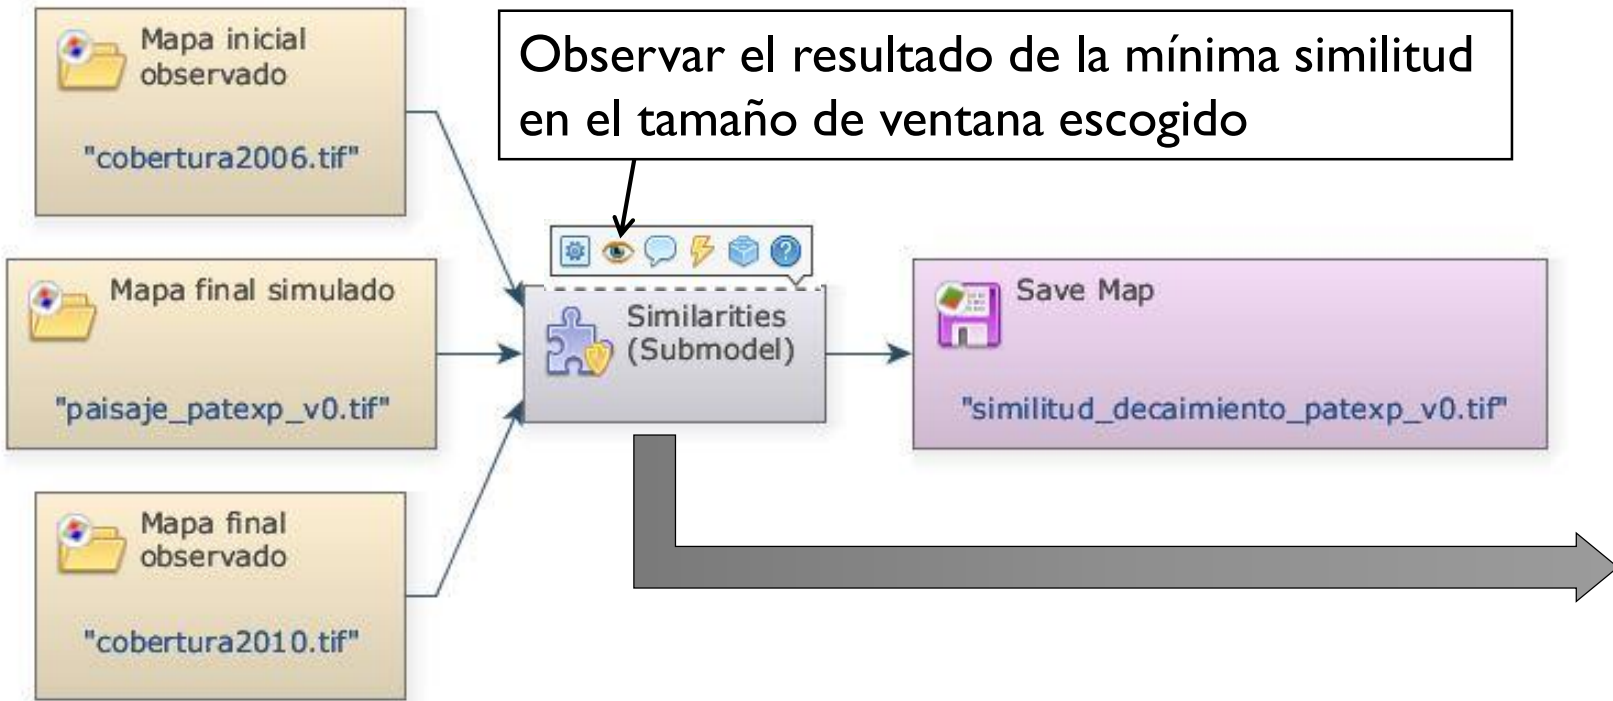 Mapa inicial
observado
"cobertura2006.tif"
Observar el resultado de la mínima similitud
en el tamaño de ventana escogido
Mapa final simulado
"paisaje_patexp_v0.tif"
Similarities
(Submodel)
Save Map
"similitud_decaimiento_patexp_v0.tif"
Mapa final
observado
"cobertura2010.tif"